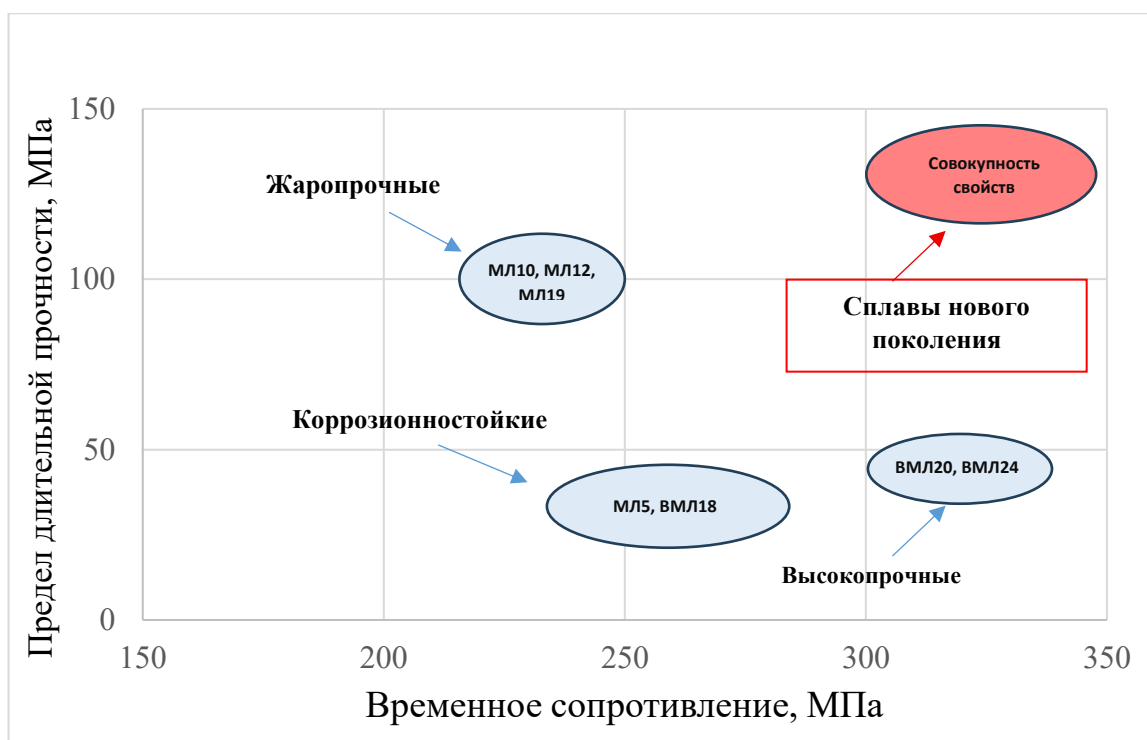 Предел длительной прочности, МПа
150
100
50
0
Жаропрочные
МЛ10, МЛ12,
МЛ19
Совокупность
свойств
Сплавы нового
поколения
Коррозионностойкие
МЛ5, ВМЛ18
ВМЛ20, ВМЛ24
Высокопрочные
150
200
250
300
350
Временное сопротивление, МПа